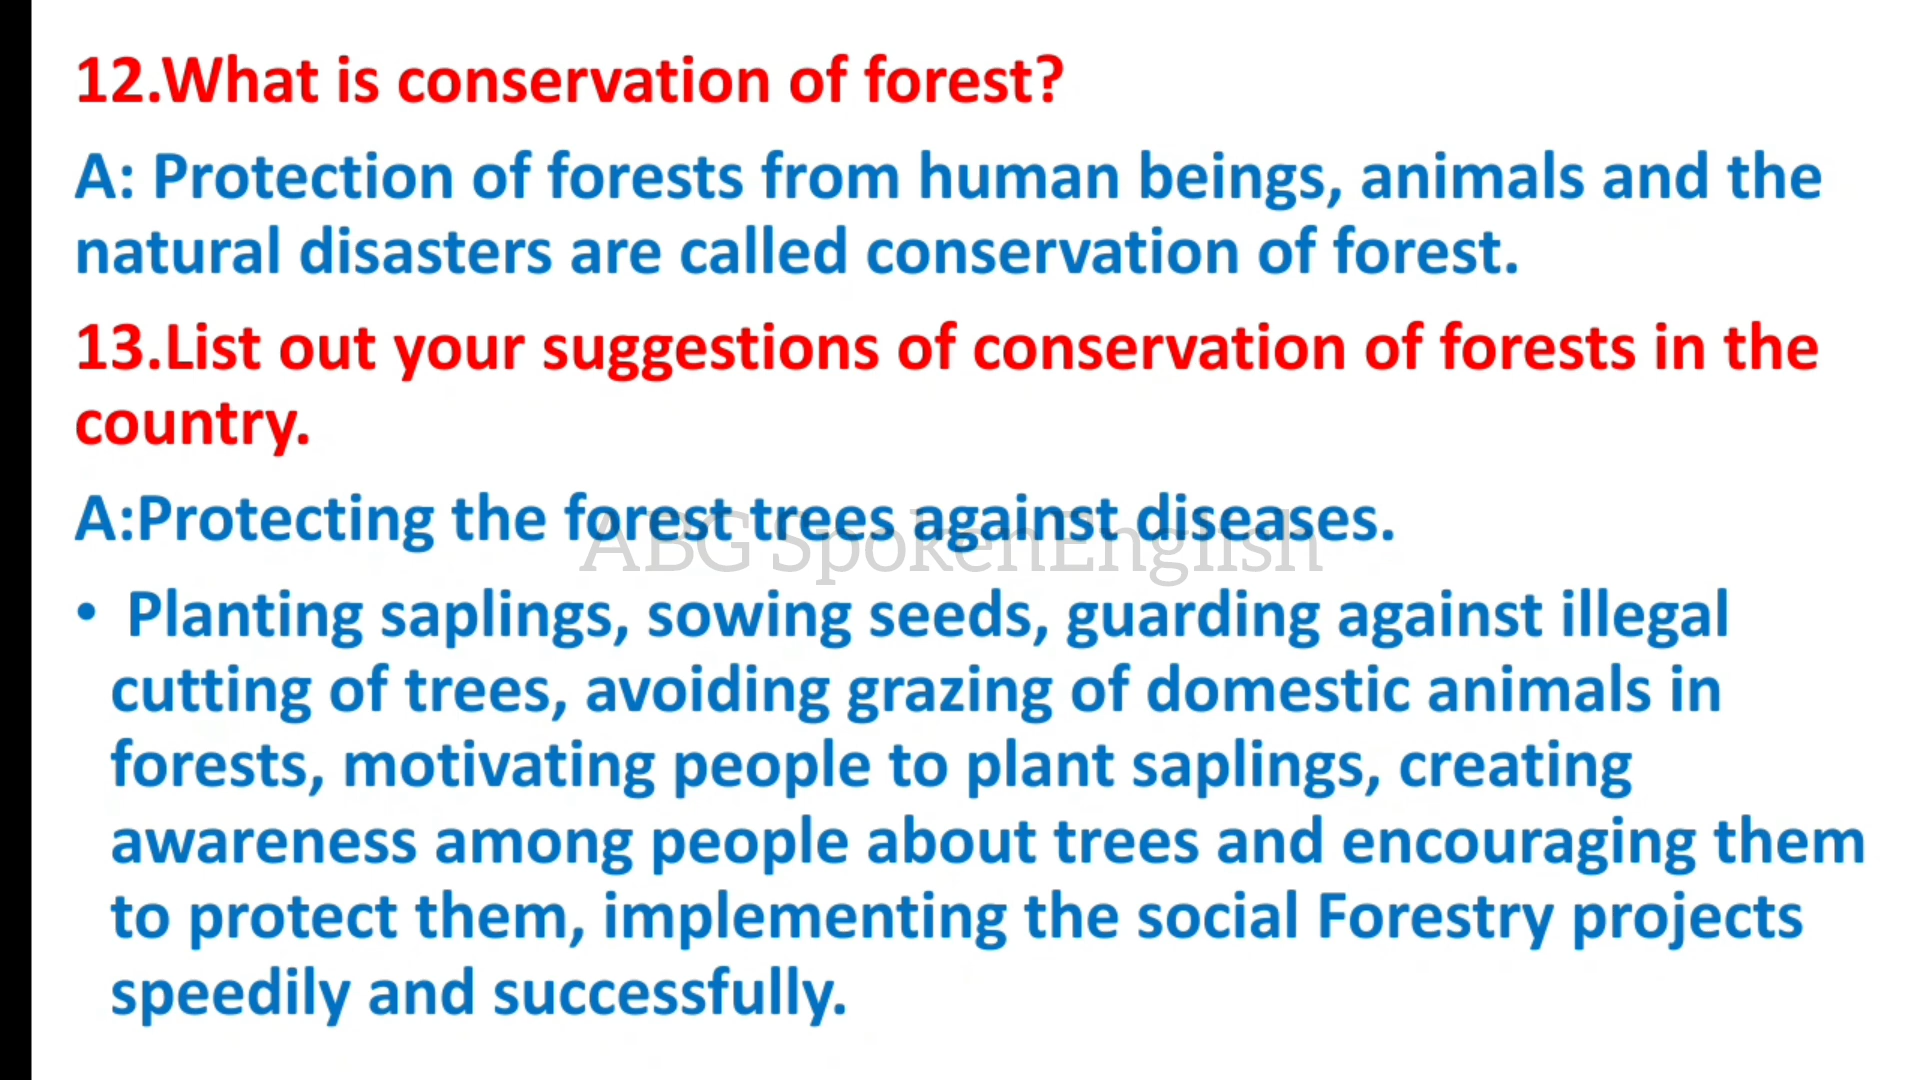 12.What is conservation of forest?
A: Protection of forests from human beings, animals and the
natural disasters are called conservation of forest.
13.List out your suggestions of conservation of forests in the
country.
A:Protecting the forest trees against diseases.
ABG SpokenEnglish
• Planting saplings, sowing seeds, guarding against illegal
cutting of trees, avoiding grazing of domestic animals in
forests, motivating people to plant saplings, creating
awareness among people about trees and encouraging them
to protect them, implementing the social Forestry projects
speedily and successfully.